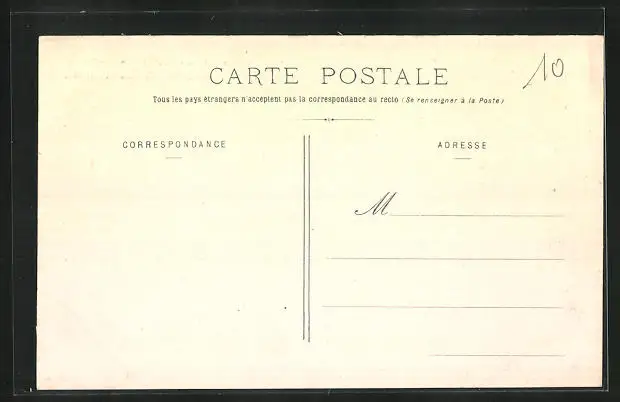 CARTE POSTALE
10
Tous les pays étrangers n'acceptent pas la correspondance au recto (Se renseigner à la Poste)
CORRESPONDANCE
ADRESSE
M